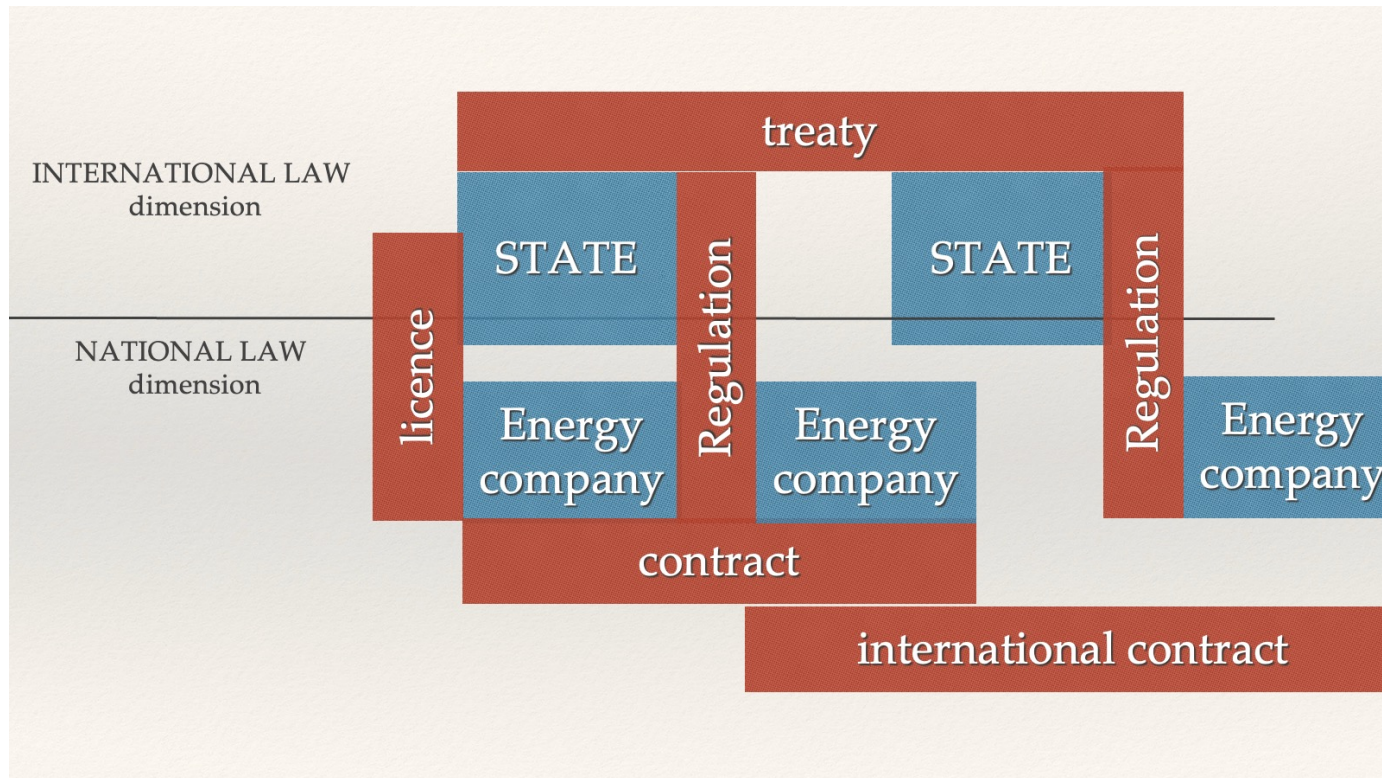 treaty
INTERNATIONAL LAW
dimension
STATE
Regulation
STATE
Regulation
licence
NATIONAL LAW
dimension
Energy
company
Energy
company
Energy
company
contract
international contract